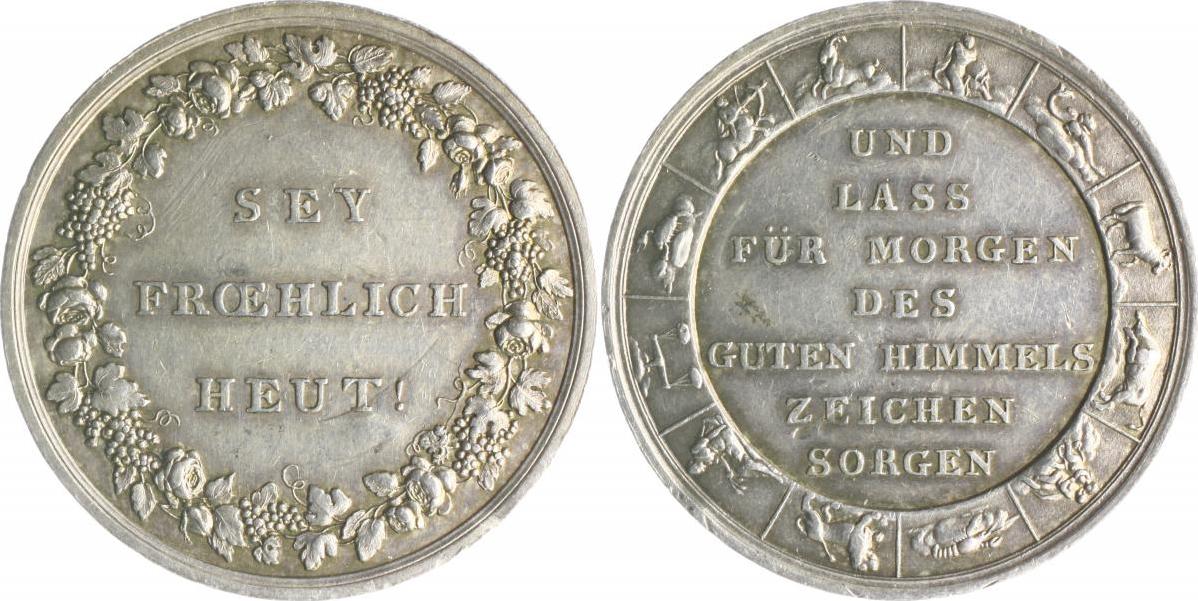 SEY
FRŒHLICH
HEUT!
UND
LASS
FÜR MORGEN
DES
GUTEN HIMMELS
ZEICHEN
SORGEN